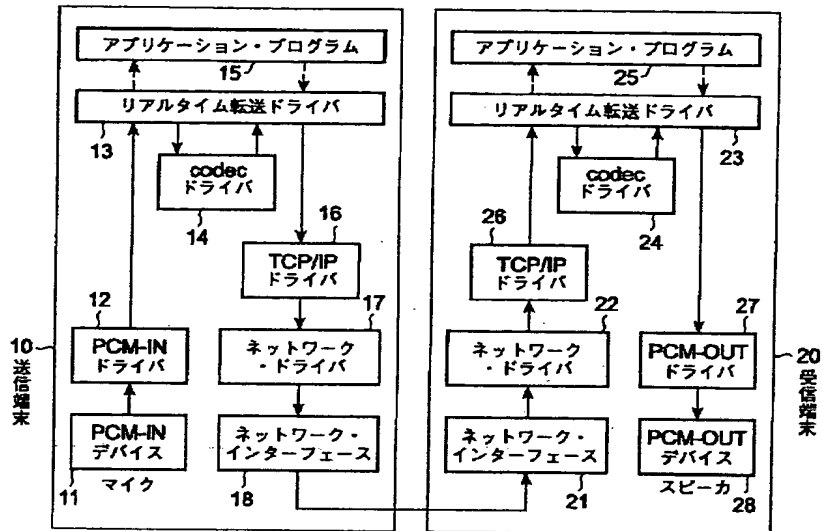 アプリケーション・プログラム
15
リアルタイム転送ドライバ
13
codec
ドライバ
14
16
TCP/IP
ドライバ
12
PCM-IN
ドライバ
17
ネットワーク
・ドライバ
10
送信端末
PCM-IN
デバイス
11
マイク
ネットワーク・
インターフェース
18
アプリケーション・プログラム
25
リアルタイム転送ドライバ
23
codec
ドライバ
24
26
TCP/IP
ドライバ
22
ネットワーク
・ドライバ
27
PCM-OUT
ドライバ
20
受信端末
ネットワーク・
インターフェース
21
PCM-OUT
デバイス
スピーカ
28